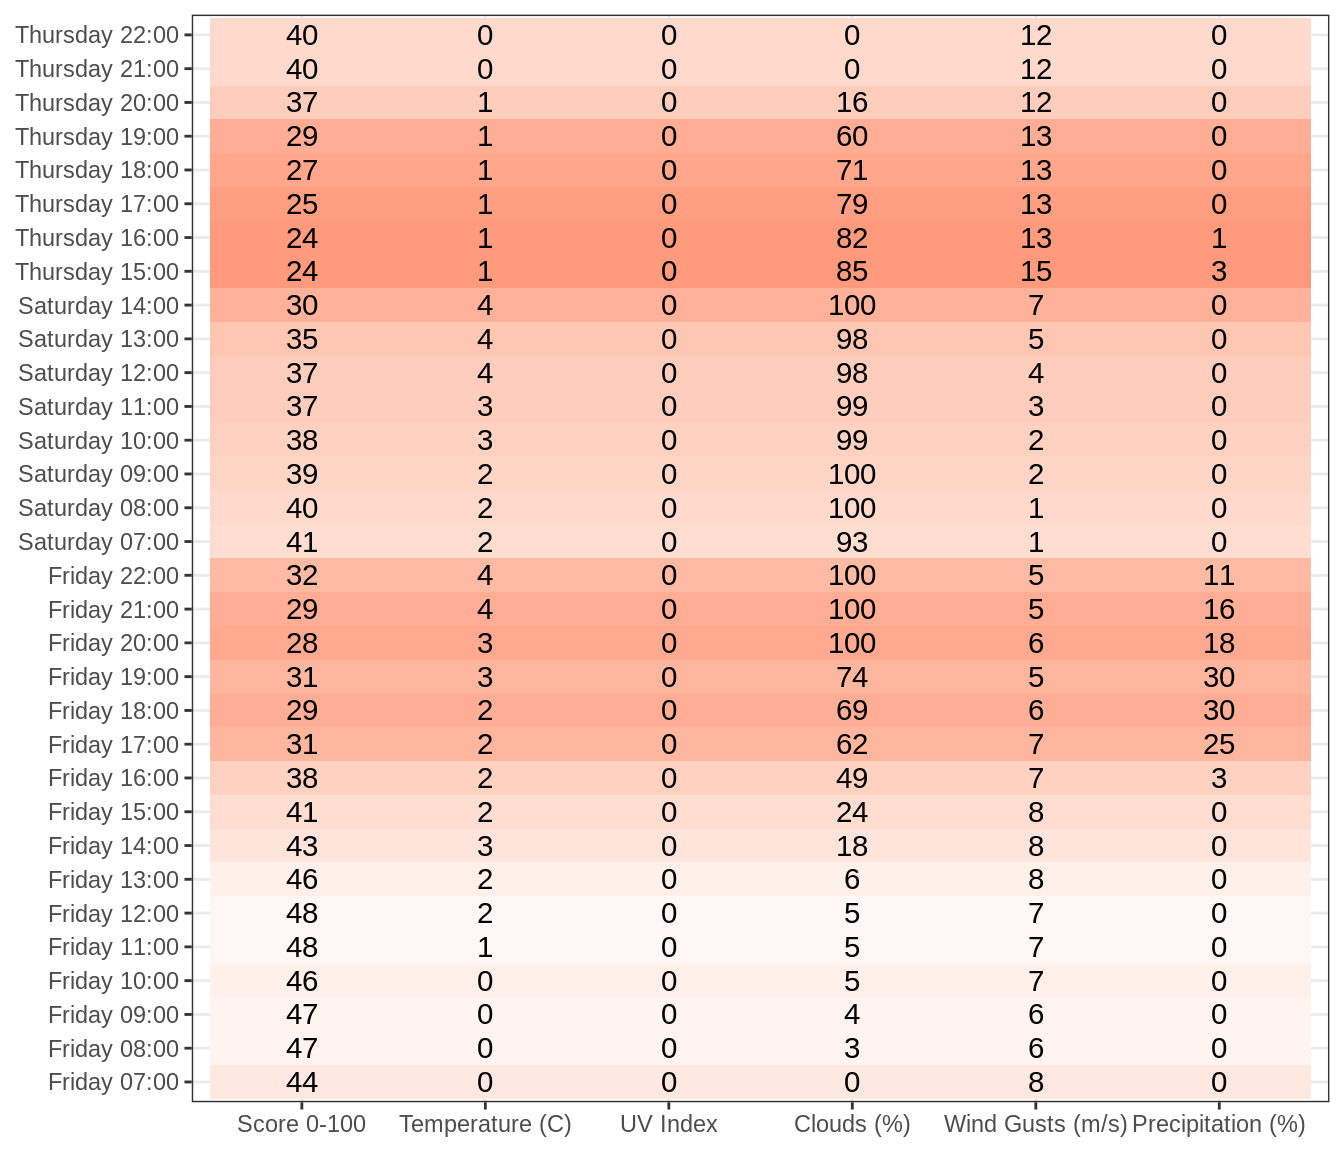 Thursday 22:00 40 0 0 0 12 0
Thursday 21:00 40 0 0 0 12 0
Thursday 20:00 37 1 0 16 12 0
Thursday 19:00 29 1 0 60 13 0
Thursday 18:00 27 1 0 71 13 0
Thursday 17:00 25 1 0 79 13 0
Thursday 16:00 24 1 0 82 13 1
Thursday 15:00 24 1 0 85 15 3
Saturday 14:00 30 4 0 100 7 0
Saturday 13:00 35 4 0 98 5 0
Saturday 12:00 37 4 0 98 4 0
Saturday 11:00 37 3 0 99 3 0
Saturday 10:00 38 3 0 99 2 0
Saturday 09:00 39 2 0 100 2 0
Saturday 08:00 40 2 0 100 1 0
Saturday 07:00 41 2 0 93 1 0
Friday 22:00 32 4 0 100 5 11
Friday 21:00 29 4 0 100 5 16
Friday 20:00 28 3 0 100 6 18
Friday 19:00 31 3 0 74 5 30
Friday 18:00 29 2 0 69 6 30
Friday 17:00 31 2 0 62 7 25
Friday 16:00 38 2 0 49 7 3
Friday 15:00 41 2 0 24 8 0
Friday 14:00 43 3 0 18 8 0
Friday 13:00 46 2 0 6 8 0
Friday 12:00 48 2 0 5 7 0
Friday 11:00 48 1 0 5 7 0
Friday 10:00 46 0 0 5 7 0
Friday 09:00 47 0 0 4 6 0
Friday 08:00 47 0 0 3 6 0
Friday 07:00 44 0 0 0 8 0
Score 0-100 Temperature (C) UV Index Clouds (%) Wind Gusts (m/s) Precipitation (%)